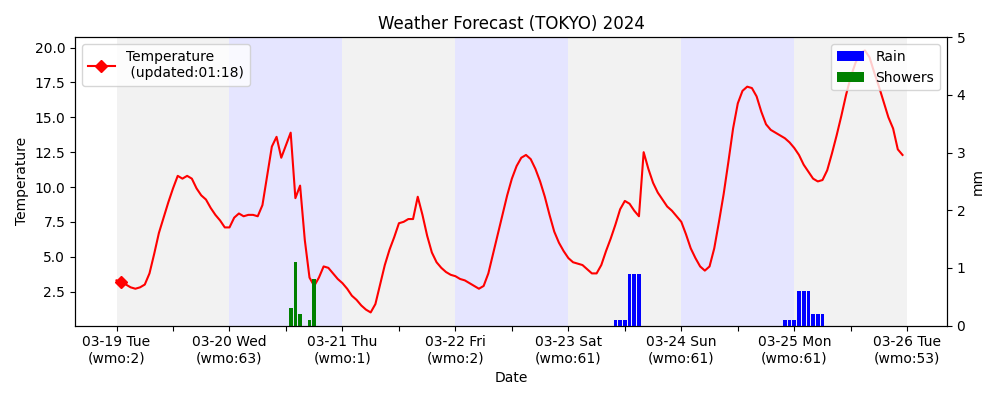 Weather Forecast (TOKYO) 2024
Temperature
(updated:01:18)
Rain
Showers
20.0
17.5
15.0
12.5
10.0
7.5
5.0
2.5
Temperature
5
4
3
2
1
0
mm
03-19 Tue
(wmo:2)
03-20 Wed
(wmo:63)
03-21 Thu
(wmo:1)
03-22 Fri
(wmo:2)
03-23 Sat
(wmo:61)
03-24 Sun
(wmo:61)
03-25 Mon
(wmo:61)
03-26 Tue
(wmo:53)
Date